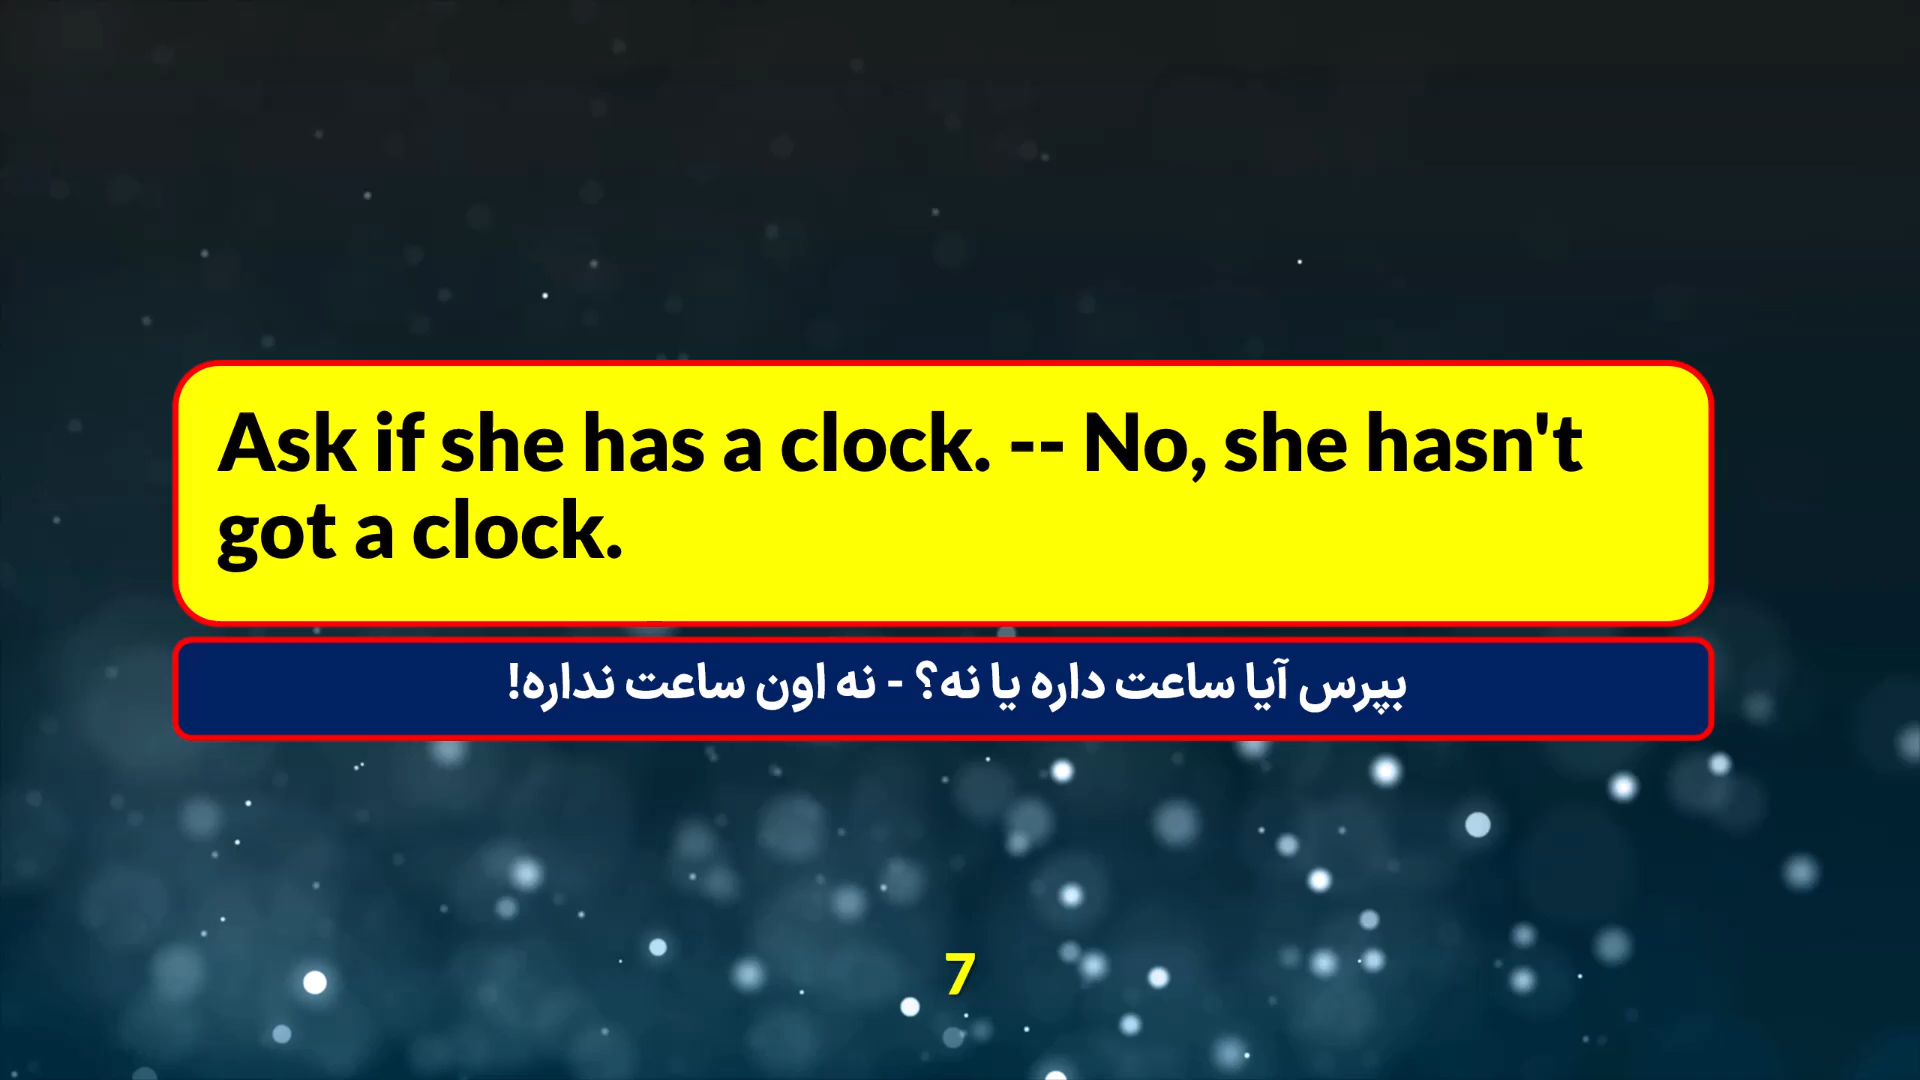 Ask if she has a clock. -- No, she hasn't
got a clock.
بپرس آیا ساعت داره یا نه؟ - نه اون ساعت نداره!
7